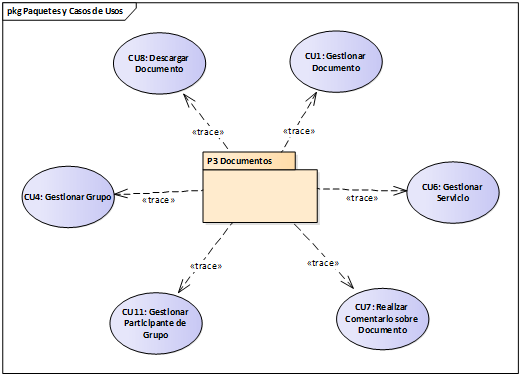 pkg Paquetes y Casos de Usos
CU8: Descargar
Documento
CU1: Gestionar
Documento
«trace»
«trace»
P3 Documentos
CU4: Gestionar Grupo
«trace»
«trace»
CU6: Gestionar
Servicio
«trace»
«trace»
CU11: Gestionar
Participante de
Grupo
CU7: Realizar
Comentario sobre
Documento